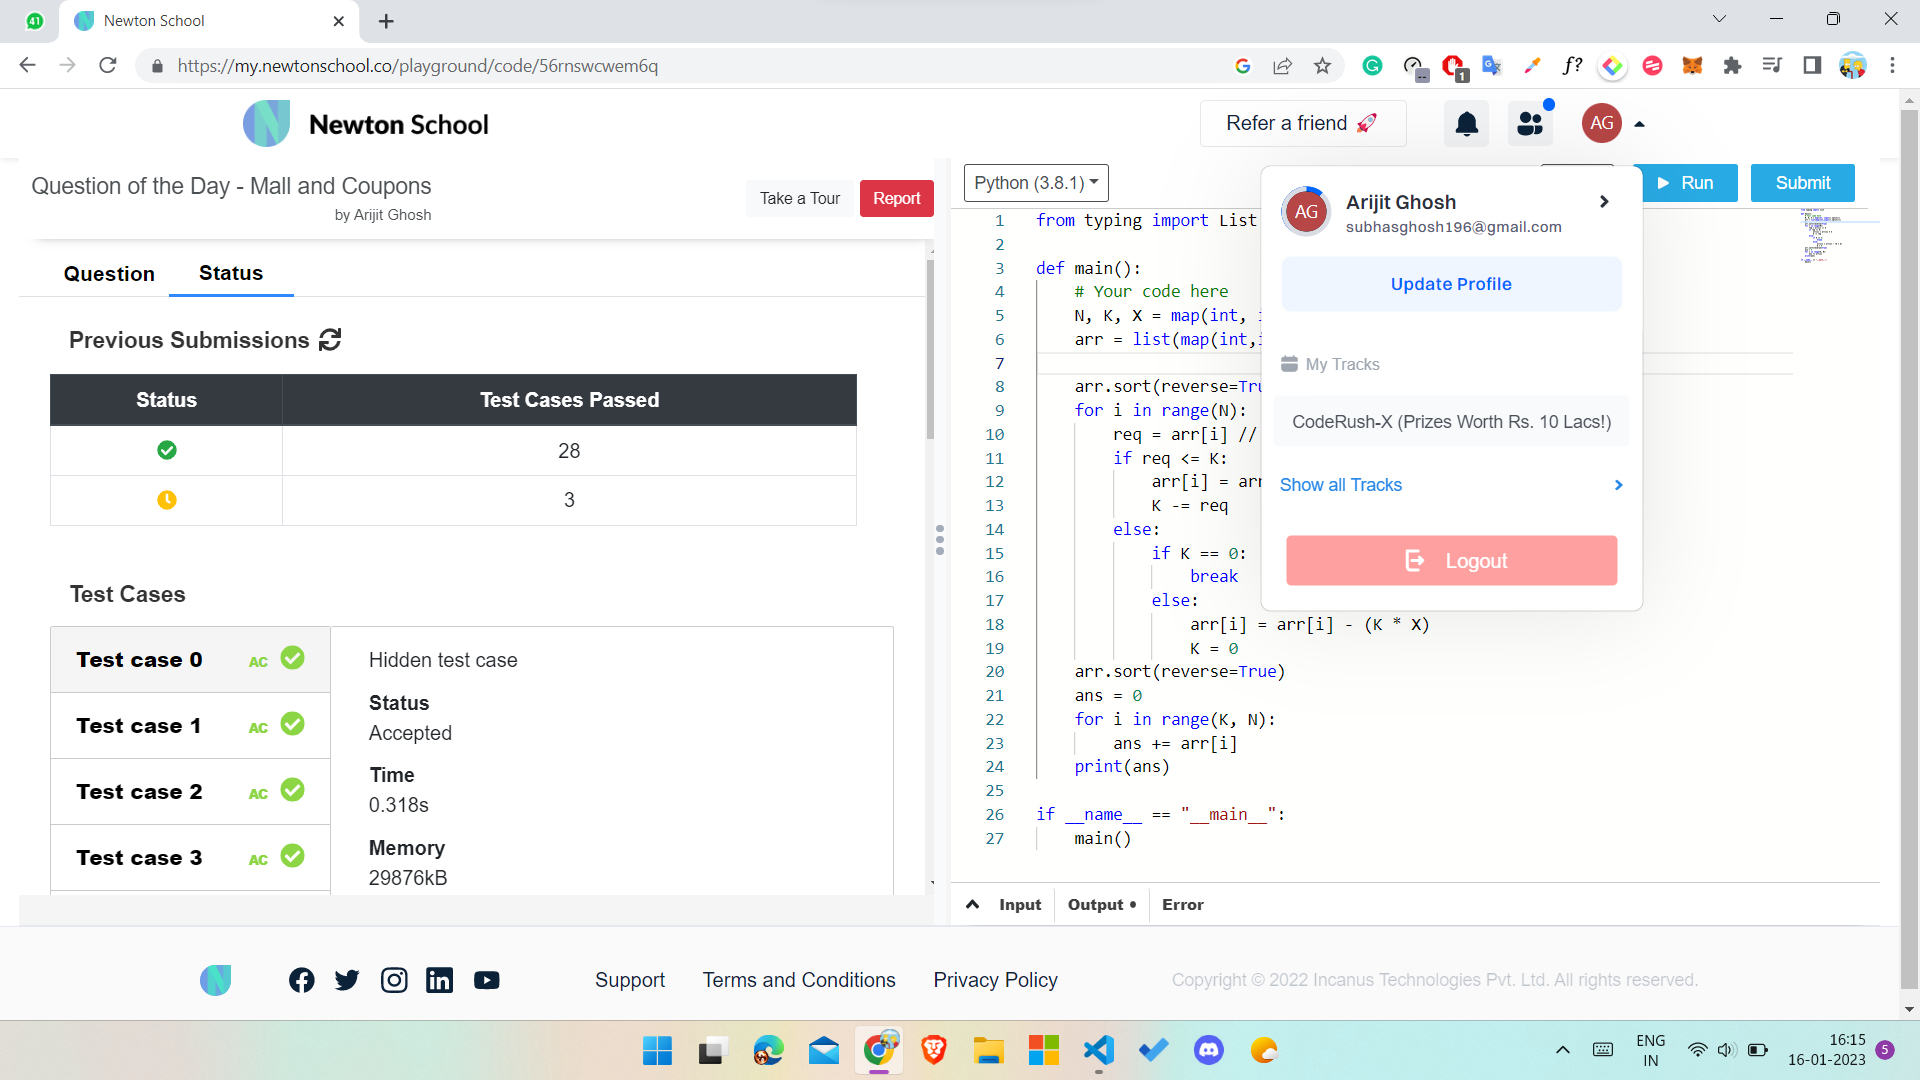 41
Newton School
https://my.newtonschool.co/playground/code/56rnswcwem6q
f?
1
Newton School
Refer a friend
AG
Question of the Day - Mall and Coupons
by Arijit Ghosh
Take a Tour
Report
Question
Status
Previous Submissions
Status
Test Cases Passed
28
3
Test Cases
Test case 0 AC
Test case 1 AC
Test case 2 AC
Test case 3 AC
Hidden test case
Status
Accepted
Time
0.318s
Memory
29876kB
Python (3.8.1)
Run
Submit
1 from typing import List
2
3 def main():
4 # Your code here
5 N, K, X = map(int,
6 arr = list(map(int,
7
8 arr.sort(reverse=Tru
9 for i in range(N):
10 req = arr[i] //
11 if req <= K:
12 arr[i] = arr
13 K -= req
14 else:
15 if K == 0:
16 break
17 else:
18 arr[i] = arr[i] - (K * X)
19 K = 0
20 arr.sort(reverse=True)
21 ans = 0
22 for i in range(K, N):
23 ans += arr[i]
24 print(ans)
25
26 if __name__ == "__main__":
27 main()
AG
Arijit Ghosh
subhasghosh196@gmail.com
Update Profile
My Tracks
CodeRush-X (Prizes Worth Rs. 10 Lacs!)
Show all Tracks
Logout
Input
Output
Error
Support
Terms and Conditions
Privacy Policy
Copyright © 2022 Incanus Technologies Pvt. Ltd. All rights reserved.
ENG
IN
16:15
16-01-2023
5